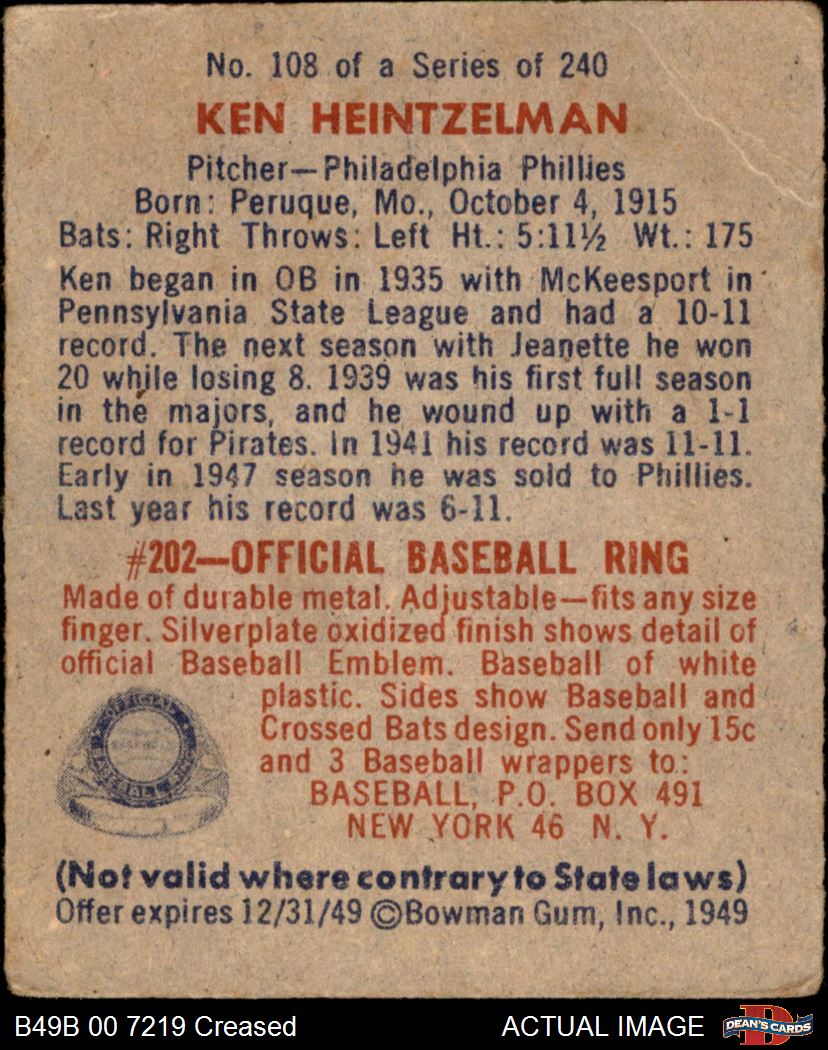 No. 108 of a Series of 240
KEN HEINTZELMAN
Pitcher—Philadelphia Phillies
Born: Peruque, Mo., October 4, 1915
Bats: Right Throws: Left Ht.: 5:11½ Wt.: 175
Ken began in OB in 1935 with McKeesport in
Pennsylvania State League and had a 10-11
record. The next season with Jeanette he won
20 while losing 8. 1939 was his first full season
in the majors, and he wound up with a 1-1
record for Pirates. In 1941 his record was 11-11.
Early in 1947 season he was sold to Phillies.
Last year his record was 6-11.
#202—OFFICIAL BASEBALL RING
Made of durable metal. Adjustable—fits any size
finger. Silverplate oxidized finish shows detail of
official Baseball Emblem. Baseball of white
plastic. Sides show Baseball and
Crossed Bats design. Send only 15c
and 3 Baseball wrappers to:
BASEBALL, P.O. BOX 491
NEW YORK 46 N. Y.
OFFICIAL
(Not valid where contrary to State laws)
Offer expires 12/31/49 ©Bowman Gum, Inc., 1949
B49B 00 7219 Creased
ACTUAL IMAGE
DEAN'S CARDS